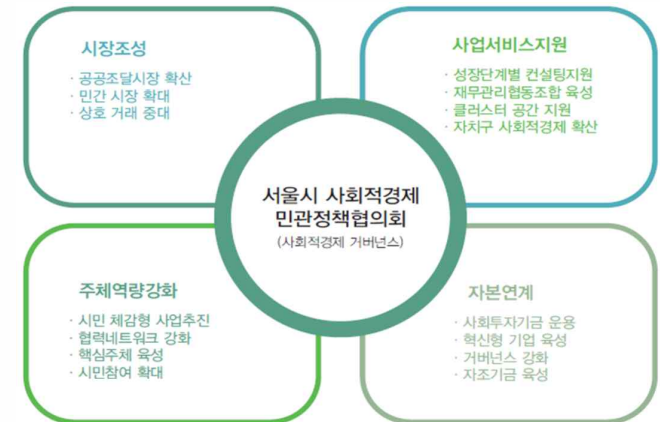 시장조성
· 공공조달시장 확산
· 민간 시장 확대
· 상호 거래 중대
사업서비스지원
· 성장단계별 컨설팅지원
· 재무관리협동조합 육성
· 클러스터 공간 지원
· 자치구 사회적경제 확산
서울시 사회적경제
민관정책협의회
(사회적경제 거버넌스)
주체역량강화
· 시민 체감형 사업추진
· 협력네트워크 강화
· 핵심주체 육성
· 시민참여 확대
자본연계
· 사회투자기금 운용
· 혁신형 기업 육성
· 거버넌스 강화
· 자조기금 육성